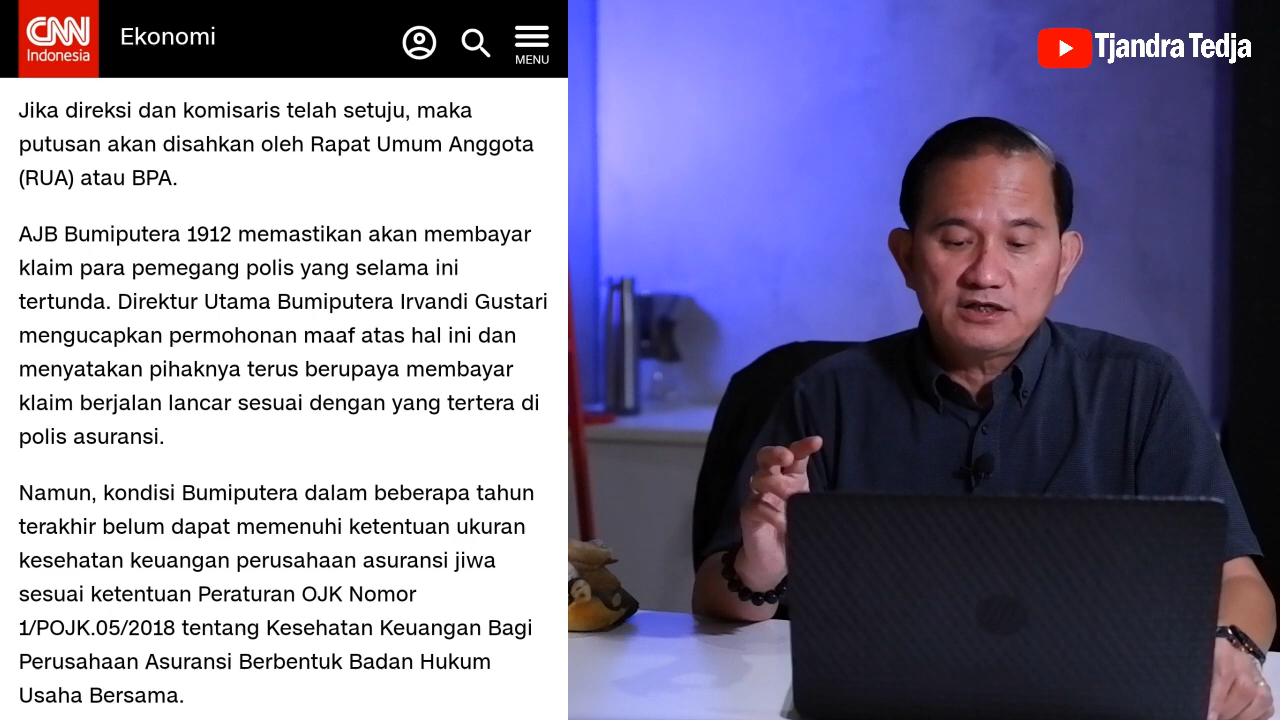 CNN
Indonesia
Ekonomi
MENU
Jika direksi dan komisaris telah setuju, maka
putusan akan disahkan oleh Rapat Umum Anggota
(RUA) atau BPA.
AJB Bumiputera 1912 memastikan akan membayar
klaim para pemegang polis yang selama ini
tertunda. Direktur Utama Bumiputera Irvandi Gustari
mengucapkan permohonan maaf atas hal ini dan
menyatakan pihaknya terus berupaya membayar
klaim berjalan lancar sesuai dengan yang tertera di
polis asuransi.
Namun, kondisi Bumiputera dalam beberapa tahun
terakhir belum dapat memenuhi ketentuan ukuran
kesehatan keuangan perusahaan asuransi jiwa
sesuai ketentuan Peraturan OJK Nomor
1/POJK.05/2018 tentang Kesehatan Keuangan Bagi
Perusahaan Asuransi Berbentuk Badan Hukum
Usaha Bersama.
Tjandra Tedja